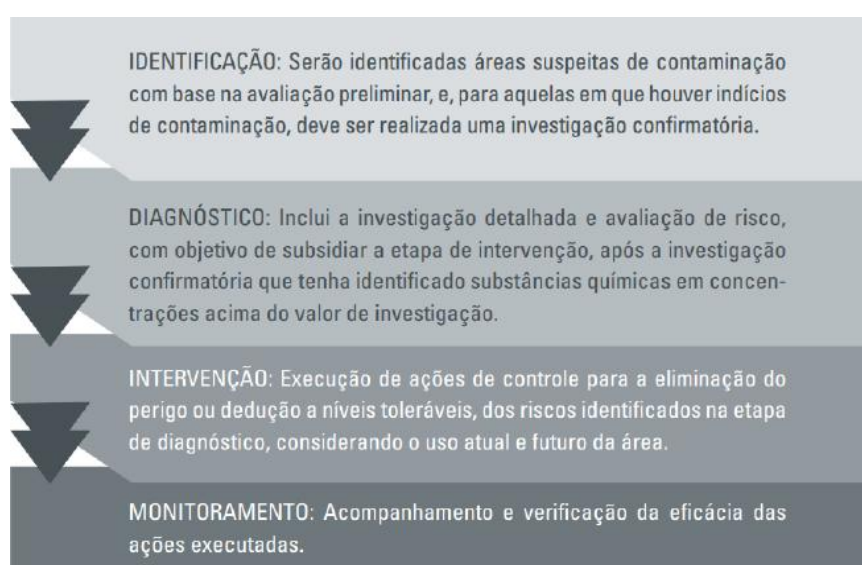 IDENTIFICAÇÃO: Serão identificadas áreas suspeitas de contaminação
com base na avaliação preliminar, e, para aquelas em que houver indícios
de contaminação, deve ser realizada uma investigação confirmatória.
DIAGNÓSTICO: Inclui a investigação detalhada e avaliação de risco,
com objetivo de subsidiar a etapa de intervenção, após a investigação
confirmatória que tenha identificado substâncias químicas em concen-
trações acima do valor de investigação.
INTERVENÇÃO: Execução de ações de controle para a eliminação do
perigo ou dedução a níveis toleráveis, dos riscos identificados na etapa
de diagnóstico, considerando o uso atual e futuro da área.
MONITORAMENTO: Acompanhamento e verificação da eficácia das
ações executadas.